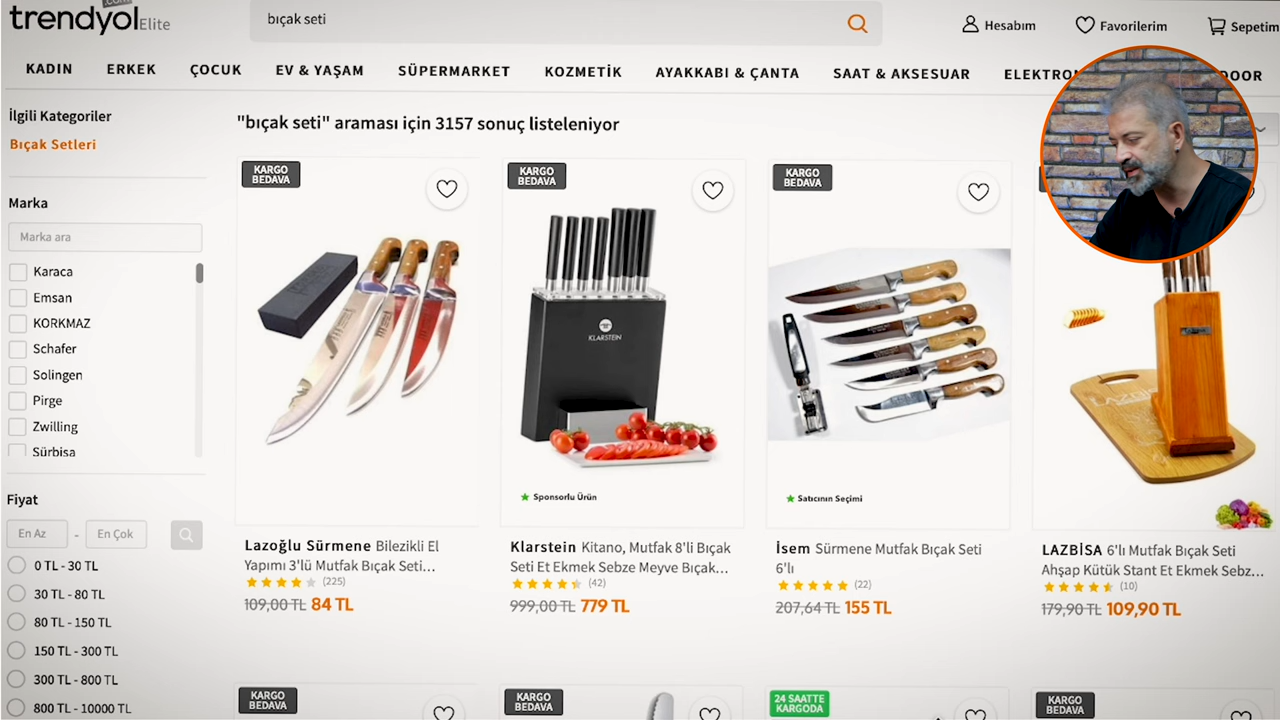 .com
trendyol Elite
bıçak seti
Hesabım
Favorilerim
Sepetim
KADIN
ERKEK
ÇOCUK
EV & YAŞAM
SÜPERMARKET
KOZMETİK
AYAKKABI & ÇANTA
SAAT & AKSESUAR
İlgili Kategoriler
Bıçak Setleri
Marka
Marka ara
Karaca
Emsan
KORKMAZ
Schafer
Solingen
Pirge
Zwilling
Sürbisa
Fiyat
En Az - En Çok
0 TL - 30 TL
30 TL - 80 TL
80 TL - 150 TL
150 TL - 300 TL
300 TL - 800 TL
800 TL -10000 TL
"bıçak seti" araması için 3157 sonuç listeleniyor
KARGO
BEDAVA
Lazoğlu Sürmene Bilezikli El
Yapımı 3'lü Mutfak Bıçak Seti...
(225)
109,00 TL 84 TL
KARGO
BEDAVA
KLARSTEIN
Sponsorlu Ürün
Klarstein Kitano, Mutfak 8'li Bıçak
Seti Et Ekmek Sebze Meyve Bıçak...
(42)
999,00 TL 779 TL
KARGO
BEDAVA
Satıcının Seçimi
İsem Sürmene Mutfak Bıçak Seti
6'lı
(22)
207,64 TL 155 TL
LAZBİSA 6'lı Mutfak Bıçak Seti
Ahşap Kütük Stant Et Ekmek Sebz...
(10)
179,90 TL 109,90 TL
KARGO
BEDAVA
KARGO
BEDAVA
24 SAATTE
KARGODA
KARGO
BEDAVA